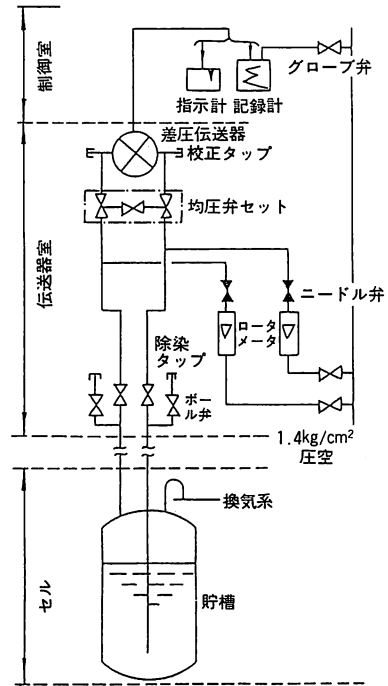 制御室
グローブ弁
指示計 記録計
差圧伝送器
校正タップ
均圧弁セット
伝送器室
ニードル弁
ロータ
メータ
除染
タップ
ボー
ル弁
1.4kg/cm²
圧空
換気系
セル
貯槽